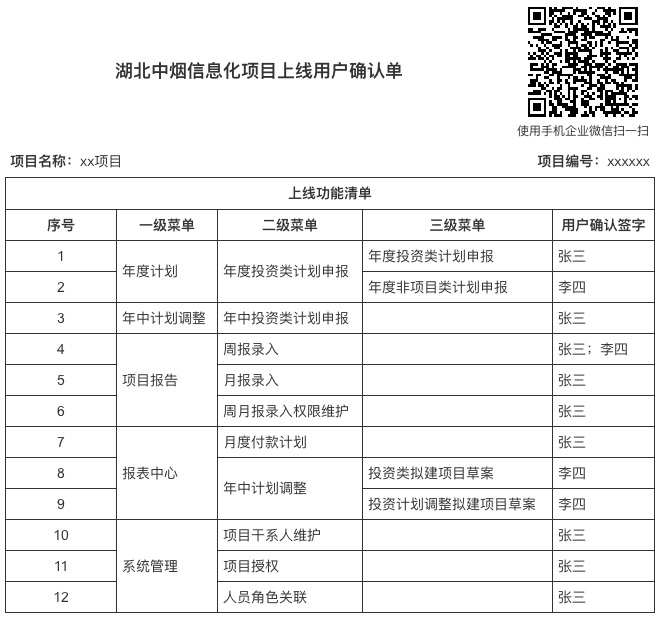 湖北中烟信息化项目上线用户确认单
使用手机企业微信扫一扫
项目名称：xx项目 项目编号：xxxxxx
上线功能清单
序号 一级菜单 二级菜单 三级菜单 用户确认签字
1 年度计划 年度投资类计划申报 年度投资类计划申报 张三
2 年度非项目类计划申报 李四
3 年中计划调整 年中投资类计划申报 张三
4 项目报告 周报录入 张三；李四
5 月报录入 张三
6 周月报录入权限维护 张三
7 报表中心 月度付款计划 张三
8 年中计划调整 投资类拟建项目草案 李四
9 投资计划调整拟建项目草案 李四
10 系统管理 项目干系人维护 张三
11 项目授权 张三
12 人员角色关联 张三